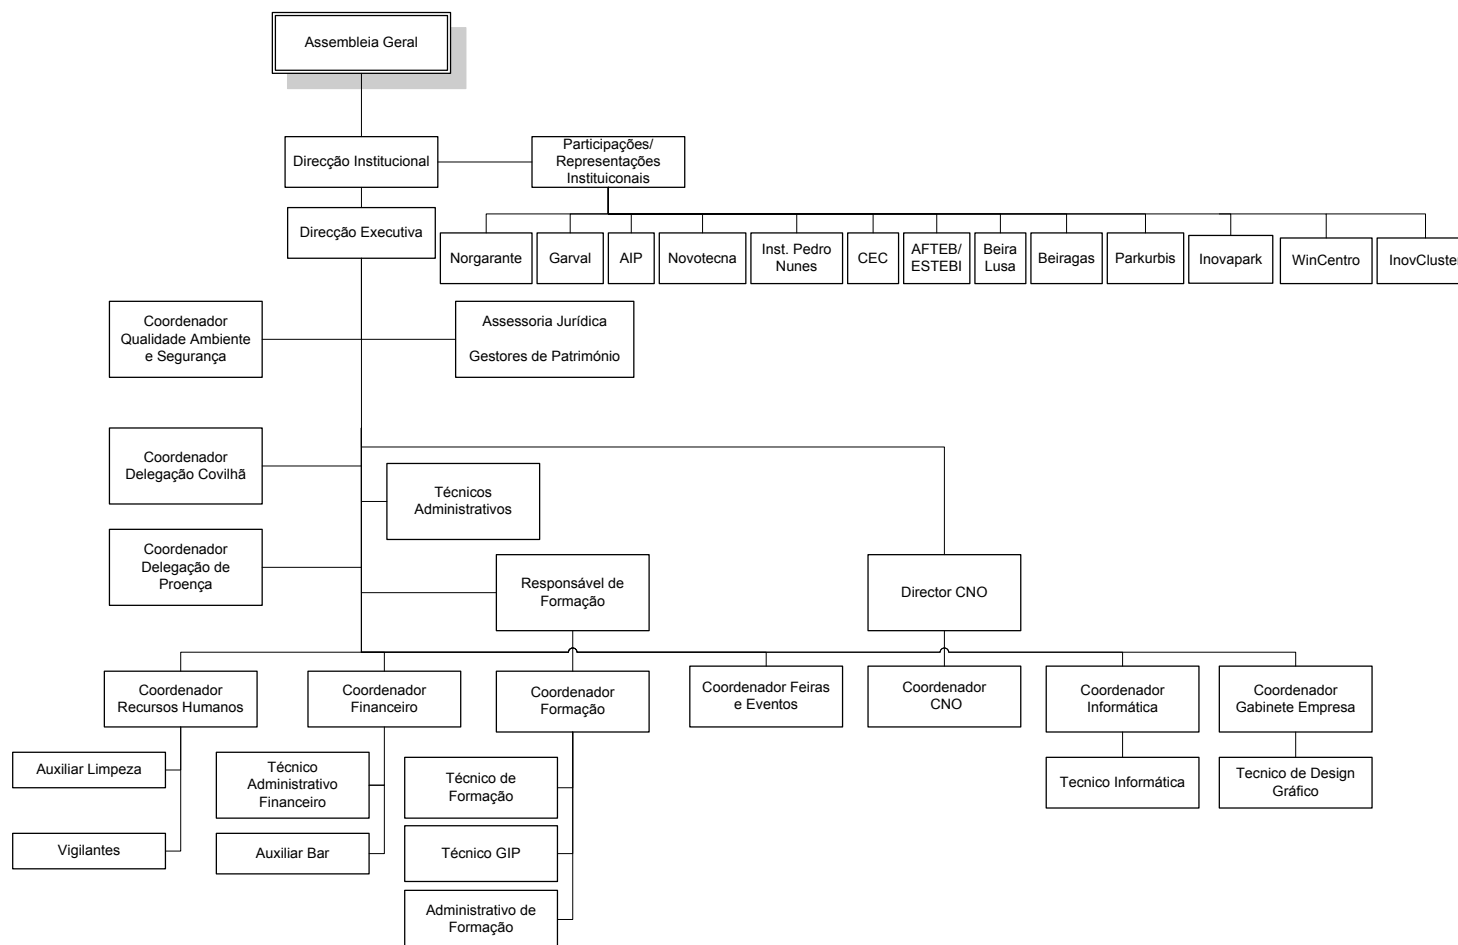 Assembleia Geral
Direcção Institucional
Participações/
Representações
Instituiconais
Direcção Executiva
Norgarante
Garval
AIP
Novotecna
Inst. Pedro
Nunes
CEC
AFTEB/
ESTEBI
Beira
Lusa
Beiragas
Parkurbis
Inovapark
WinCentro
InovCluster
Coordenador
Qualidade Ambiente
e Segurança
Assessoria Jurídica
Gestores de Património
Coordenador
Delegação Covilhã
Técnicos
Administrativos
Coordenador
Delegação de
Proença
Responsável de
Formação
Director CNO
Coordenador
Recursos Humanos
Coordenador
Financeiro
Coordenador
Formação
Coordenador Feiras
e Eventos
Coordenador
CNO
Coordenador
Informática
Coordenador
Gabinete Empresa
Auxiliar Limpeza
Técnico
Administrativo
Financeiro
Técnico de
Formação
Tecnico Informática
Tecnico de Design
Gráfico
Vigilantes
Auxiliar Bar
Técnico GIP
Administrativo de
Formação